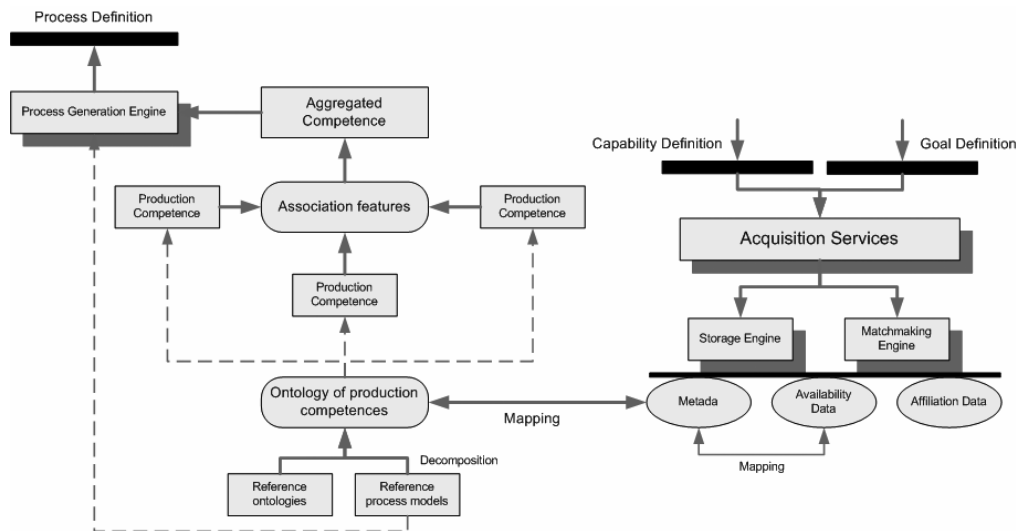 Process Definition
Process Generation Engine
Aggregated
Competence
Capability Definition
Goal Definition
Production
Competence
Association features
Production
Competence
Acquisition Services
Production
Competence
Storage Engine
Matchmaking
Engine
Ontology of production
competences
Mapping
Metada
Availability
Data
Affiliation Data
Decomposition
Mapping
Reference
ontologies
Reference
process models